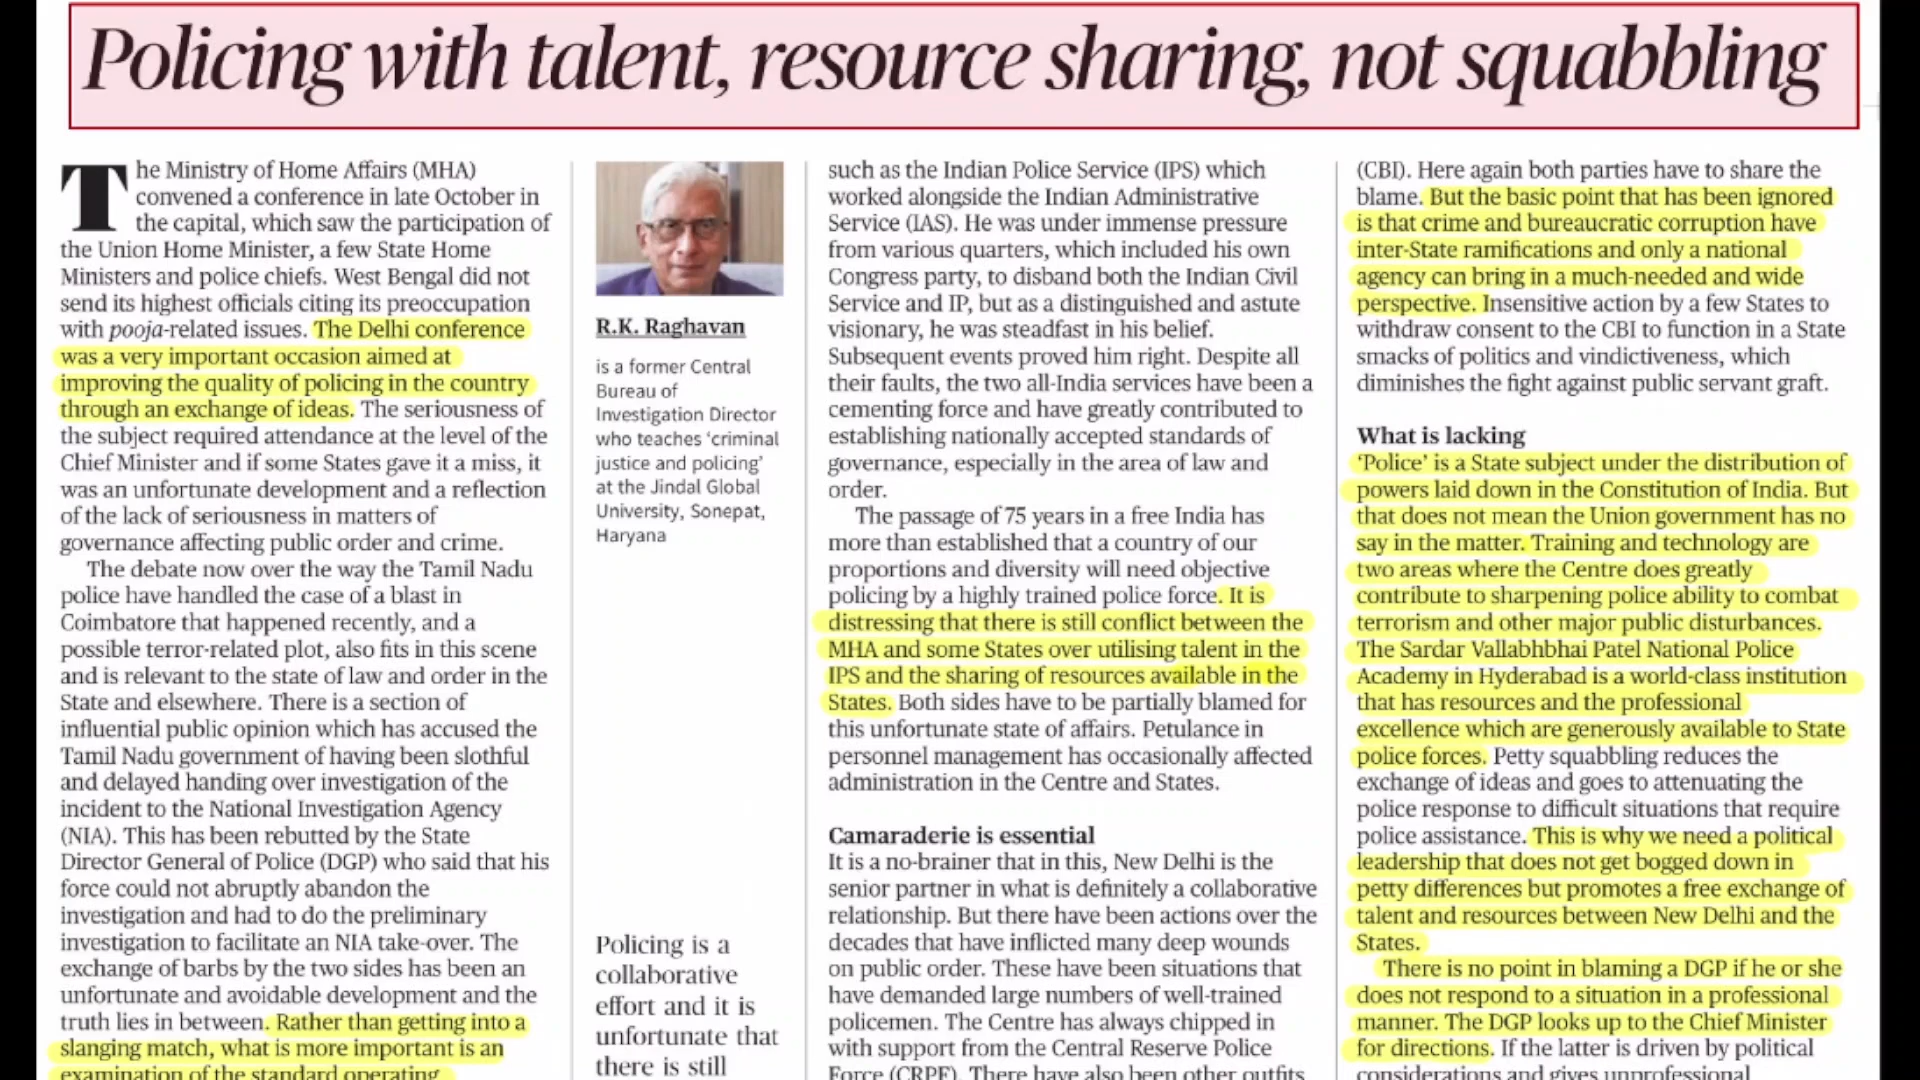 Policing with talent, resource sharing, not squabbling
The Ministry of Home Affairs (MHA)
convened a conference in late October in
the capital, which saw the participation of
the Union Home Minister, a few State Home
Ministers and police chiefs. West Bengal did not
send its highest officials citing its preoccupation
with pooja-related issues. The Delhi conference
was a very important occasion aimed at
improving the quality of policing in the country
through an exchange of ideas. The seriousness of
the subject required attendance at the level of the
Chief Minister and if some States gave it a miss, it
was an unfortunate development and a reflection
of the lack of seriousness in matters of
governance affecting public order and crime.
The debate now over the way the Tamil Nadu
police have handled the case of a blast in
Coimbatore that happened recently, and a
possible terror-related plot, also fits in this scene
and is relevant to the state of law and order in the
State and elsewhere. There is a section of
influential public opinion which has accused the
Tamil Nadu government of having been slothful
and delayed handing over investigation of the
incident to the National Investigation Agency
(NIA). This has been rebutted by the State
Director General of Police (DGP) who said that his
force could not abruptly abandon the
investigation and had to do the preliminary
investigation to facilitate an NIA take-over. The
exchange of barbs by the two sides has been an
unfortunate and avoidable development and the
truth lies in between. Rather than getting into a
slanging match, what is more important is an
examination of the standard operating
R.K. Raghavan
is a former Central
Bureau of
Investigation Director
who teaches ‘criminal
justice and policing’
at the Jindal Global
University, Sonepat,
Haryana
Policing is a
collaborative
effort and it is
unfortunate that
there is still
such as the Indian Police Service (IPS) which
worked alongside the Indian Administrative
Service (IAS). He was under immense pressure
from various quarters, which included his own
Congress party, to disband both the Indian Civil
Service and IP, but as a distinguished and astute
visionary, he was steadfast in his belief.
Subsequent events proved him right. Despite all
their faults, the two all-India services have been a
cementing force and have greatly contributed to
establishing nationally accepted standards of
governance, especially in the area of law and
order.
The passage of 75 years in a free India has
more than established that a country of our
proportions and diversity will need objective
policing by a highly trained police force. It is
distressing that there is still conflict between the
MHA and some States over utilising talent in the
IPS and the sharing of resources available in the
States. Both sides have to be partially blamed for
this unfortunate state of affairs. Petulance in
personnel management has occasionally affected
administration in the Centre and States.
Camaraderie is essential
It is a no-brainer that in this, New Delhi is the
senior partner in what is definitely a collaborative
relationship. But there have been actions over the
decades that have inflicted many deep wounds
on public order. These have been situations that
have demanded large numbers of well-trained
policemen. The Centre has always chipped in
with support from the Central Reserve Police
Force (CRPF). There have also been other outfits
(CBI). Here again both parties have to share the
blame. But the basic point that has been ignored
is that crime and bureaucratic corruption have
inter-State ramifications and only a national
agency can bring in a much-needed and wide
perspective. Insensitive action by a few States to
withdraw consent to the CBI to function in a State
smacks of politics and vindictiveness, which
diminishes the fight against public servant graft.
What is lacking
‘Police’ is a State subject under the distribution of
powers laid down in the Constitution of India. But
that does not mean the Union government has no
say in the matter. Training and technology are
two areas where the Centre does greatly
contribute to sharpening police ability to combat
terrorism and other major public disturbances.
The Sardar Vallabhbhai Patel National Police
Academy in Hyderabad is a world-class institution
that has resources and the professional
excellence which are generously available to State
police forces. Petty squabbling reduces the
exchange of ideas and goes to attenuating the
police response to difficult situations that require
police assistance. This is why we need a political
leadership that does not get bogged down in
petty differences but promotes a free exchange of
talent and resources between New Delhi and the
States.
There is no point in blaming a DGP if he or she
does not respond to a situation in a professional
manner. The DGP looks up to the Chief Minister
for directions. If the latter is driven by political
considerations and gives unprofessional